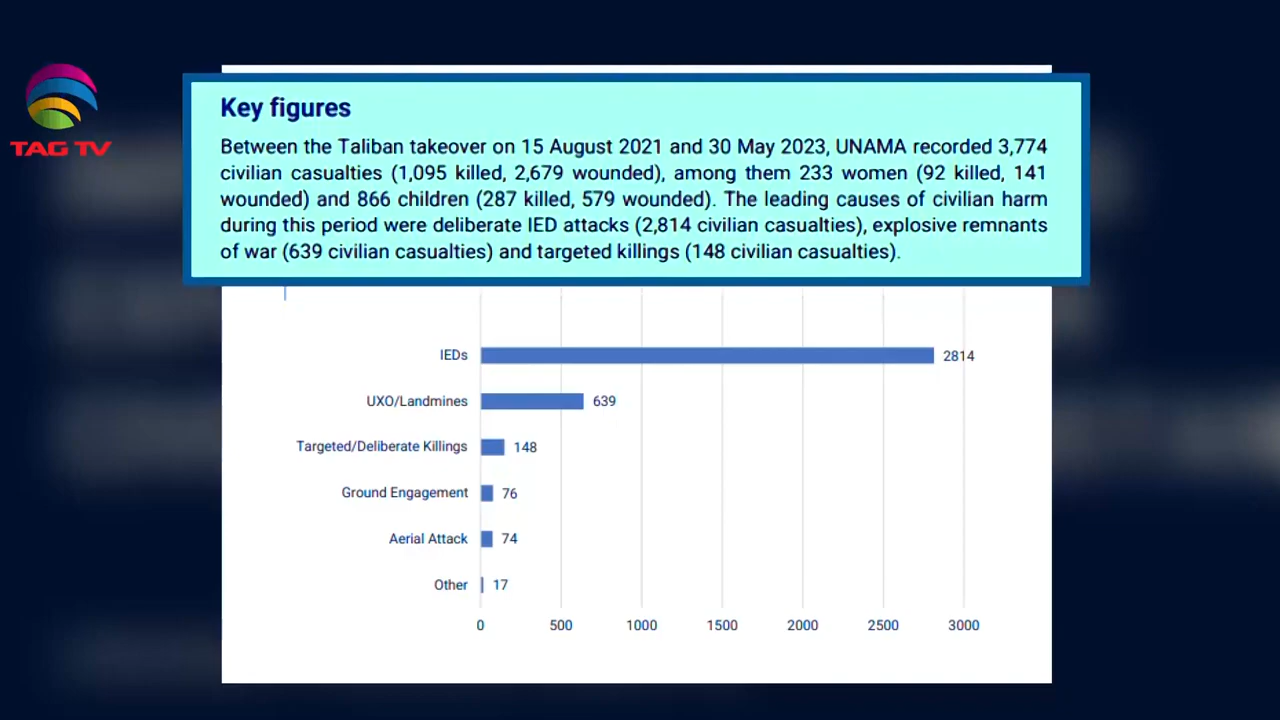 TAG TV
Key figures
Between the Taliban takeover on 15 August 2021 and 30 May 2023, UNAMA recorded 3,774
civilian casualties (1,095 killed, 2,679 wounded), among them 233 women (92 killed, 141
wounded) and 866 children (287 killed, 579 wounded). The leading causes of civilian harm
during this period were deliberate IED attacks (2,814 civilian casualties), explosive remnants
of war (639 civilian casualties) and targeted killings (148 civilian casualties).
IEDs 2814
UXO/Landmines 639
Targeted/Deliberate Killings 148
Ground Engagement 76
Aerial Attack 74
Other 17
0 500 1000 1500 2000 2500 3000